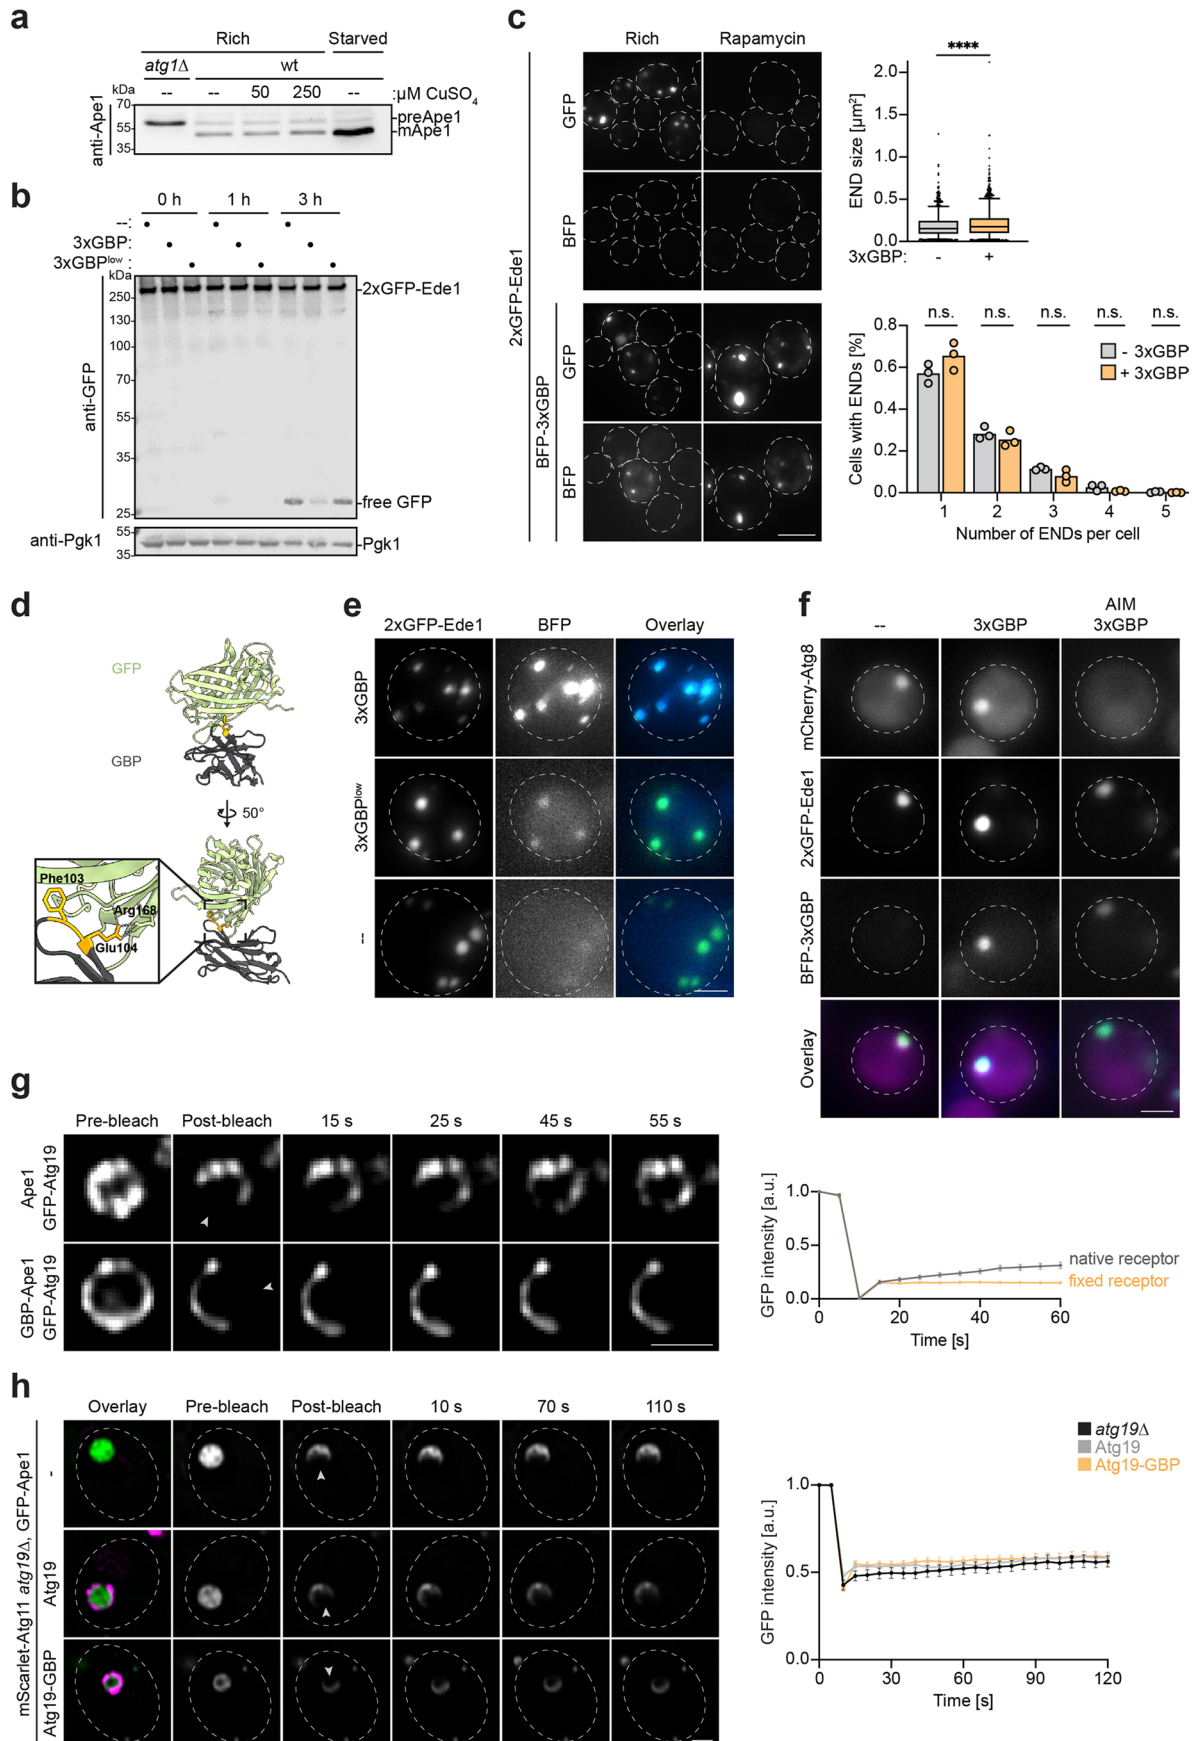 a
Rich
Starved
atg1Δ
wt
kDa
--
--
50
250
--
:µM CuSO4
70
55
35
anti-Ape1
preApe1
mApe1
b
0 h
1 h
3 h
--:
3xGBP:
3xGBPlow:
kDa
250
130
100
70
55
35
25
anti-GFP
2xGFP-Ede1
free GFP
55
35
anti-Pgk1
Pgk1
c
Rich
Rapamycin
2xGFP-Ede1
GFP
BFP
BFP-3xGBP
GFP
BFP
****
END size [µm²]
2.0
1.5
1.0
0.5
0.0
3xGBP:
-
+
n.s.
n.s.
n.s.
n.s.
n.s.
- 3xGBP
+ 3xGBP
Cells with ENDs [%]
0.8
0.6
0.4
0.2
0.0
1
2
3
4
5
Number of ENDs per cell
d
GFP
GBP
50°
Phe103
Arg168
Glu104
e
2xGFP-Ede1
BFP
Overlay
3xGBP
3xGBPlow
--
f
--
3xGBP
AIM
3xGBP
mCherry-Atg8
2xGFP-Ede1
BFP-3xGBP
Overlay
g
Pre-bleach
Post-bleach
15 s
25 s
45 s
55 s
Ape1
GFP-Atg19
GBP-Ape1
GFP-Atg19
GFP intensity [a.u.]
1.0
0.5
0.0
0
20
40
60
Time [s]
native receptor
fixed receptor
h
Overlay
Pre-bleach
Post-bleach
10 s
70 s
110 s
mScarlet-Atg11 atg19Δ, GFP-Ape1
-
Atg19
Atg19-GBP
atg19Δ
Atg19
Atg19-GBP
GFP intensity [a.u.]
1.0
0.5
0.0
0
30
60
90
120
Time [s]